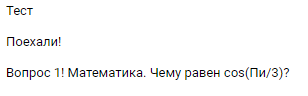 Тест
Поехали!
Вопрос 1! Математика. Чему равен cos(Пи/3)?